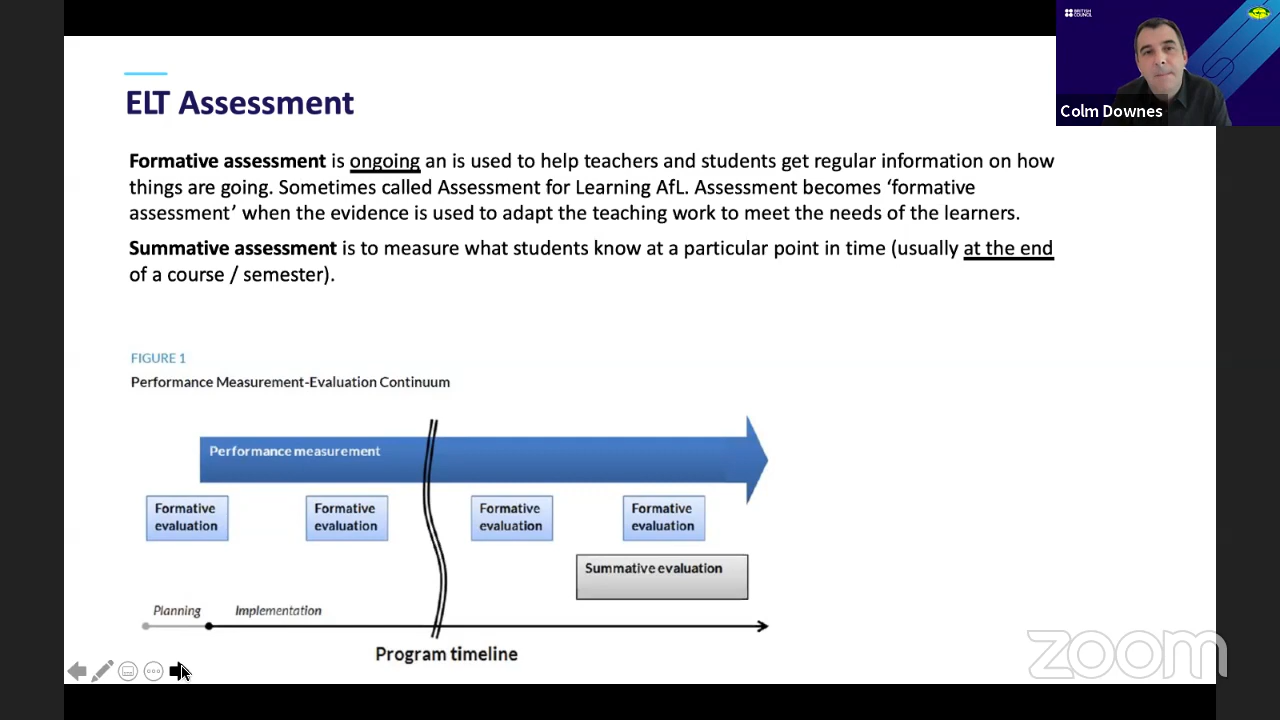 BRITISH
COUNCIL
Colm Downes
ELT Assessment
Formative assessment is ongoing an is used to help teachers and students get regular information on how
things are going. Sometimes called Assessment for Learning AfL. Assessment becomes ‘formative
assessment’ when the evidence is used to adapt the teaching work to meet the needs of the learners.
Summative assessment is to measure what students know at a particular point in time (usually at the end
of a course / semester).
FIGURE 1
Performance Measurement-Evaluation Continuum
Performance measurement
Formative
evaluation
Formative
evaluation
Formative
evaluation
Formative
evaluation
Summative evaluation
Planning
Implementation
Program timeline
zoom